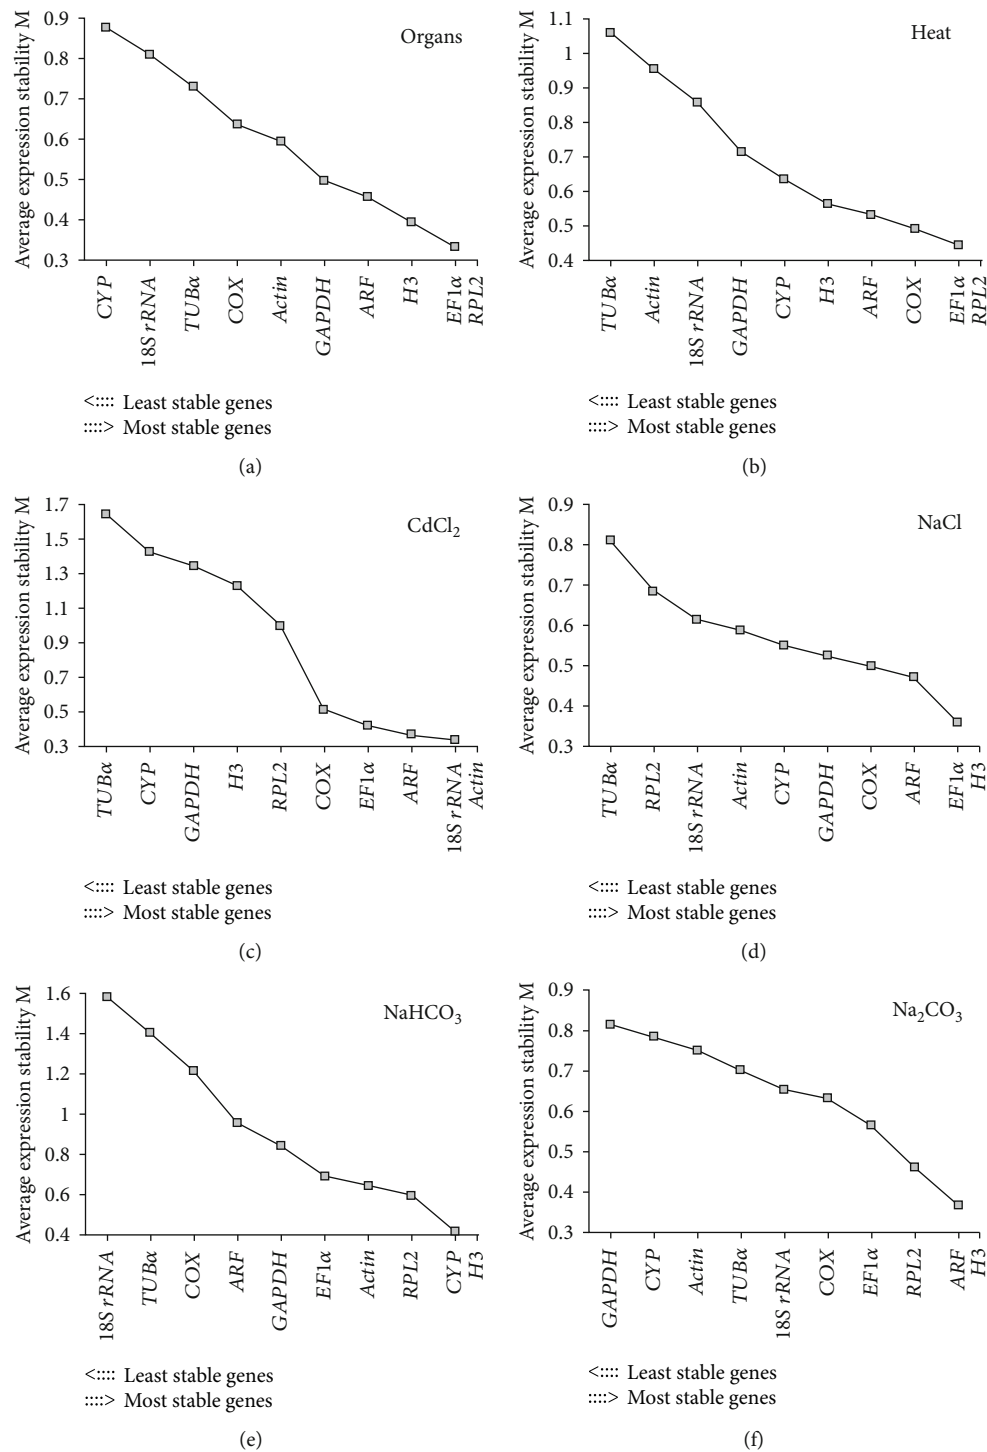 Average expression stability M
0.9
0.8
0.7
0.6
0.5
0.4
0.3
Organs
CYP
18S rRNA
TUBα
COX
Actin
GAPDH
ARF
H3
EF1α
RPL2
<:::: Least stable genes
::::> Most stable genes
(a)
Average expression stability M
1.1
1
0.9
0.8
0.7
0.6
0.5
0.4
Heat
TUBα
Actin
18S rRNA
GAPDH
CYP
H3
ARF
COX
EF1α
RPL2
<:::: Least stable genes
::::> Most stable genes
(b)
Average expression stability M
1.7
1.5
1.3
1.1
0.9
0.7
0.5
0.3
CdCl₂
TUBα
CYP
GAPDH
H3
RPL2
COX
EF1α
ARF
18S rRNA
Actin
<:::: Least stable genes
::::> Most stable genes
(c)
Average expression stability M
0.9
0.8
0.7
0.6
0.5
0.4
0.3
NaCl
TUBα
RPL2
18S rRNA
Actin
CYP
GAPDH
COX
ARF
EF1α
H3
<:::: Least stable genes
::::> Most stable genes
(d)
Average expression stability M
1.6
1.4
1.2
1
0.8
0.6
0.4
NaHCO₃
18S rRNA
TUBα
COX
ARF
GAPDH
EF1α
Actin
RPL2
CYP
H3
<:::: Least stable genes
::::> Most stable genes
(e)
Average expression stability M
0.9
0.8
0.7
0.6
0.5
0.4
0.3
Na₂CO₃
GAPDH
CYP
Actin
TUBα
18S rRNA
COX
EF1α
RPL2
ARF
H3
<:::: Least stable genes
::::> Most stable genes
(f)